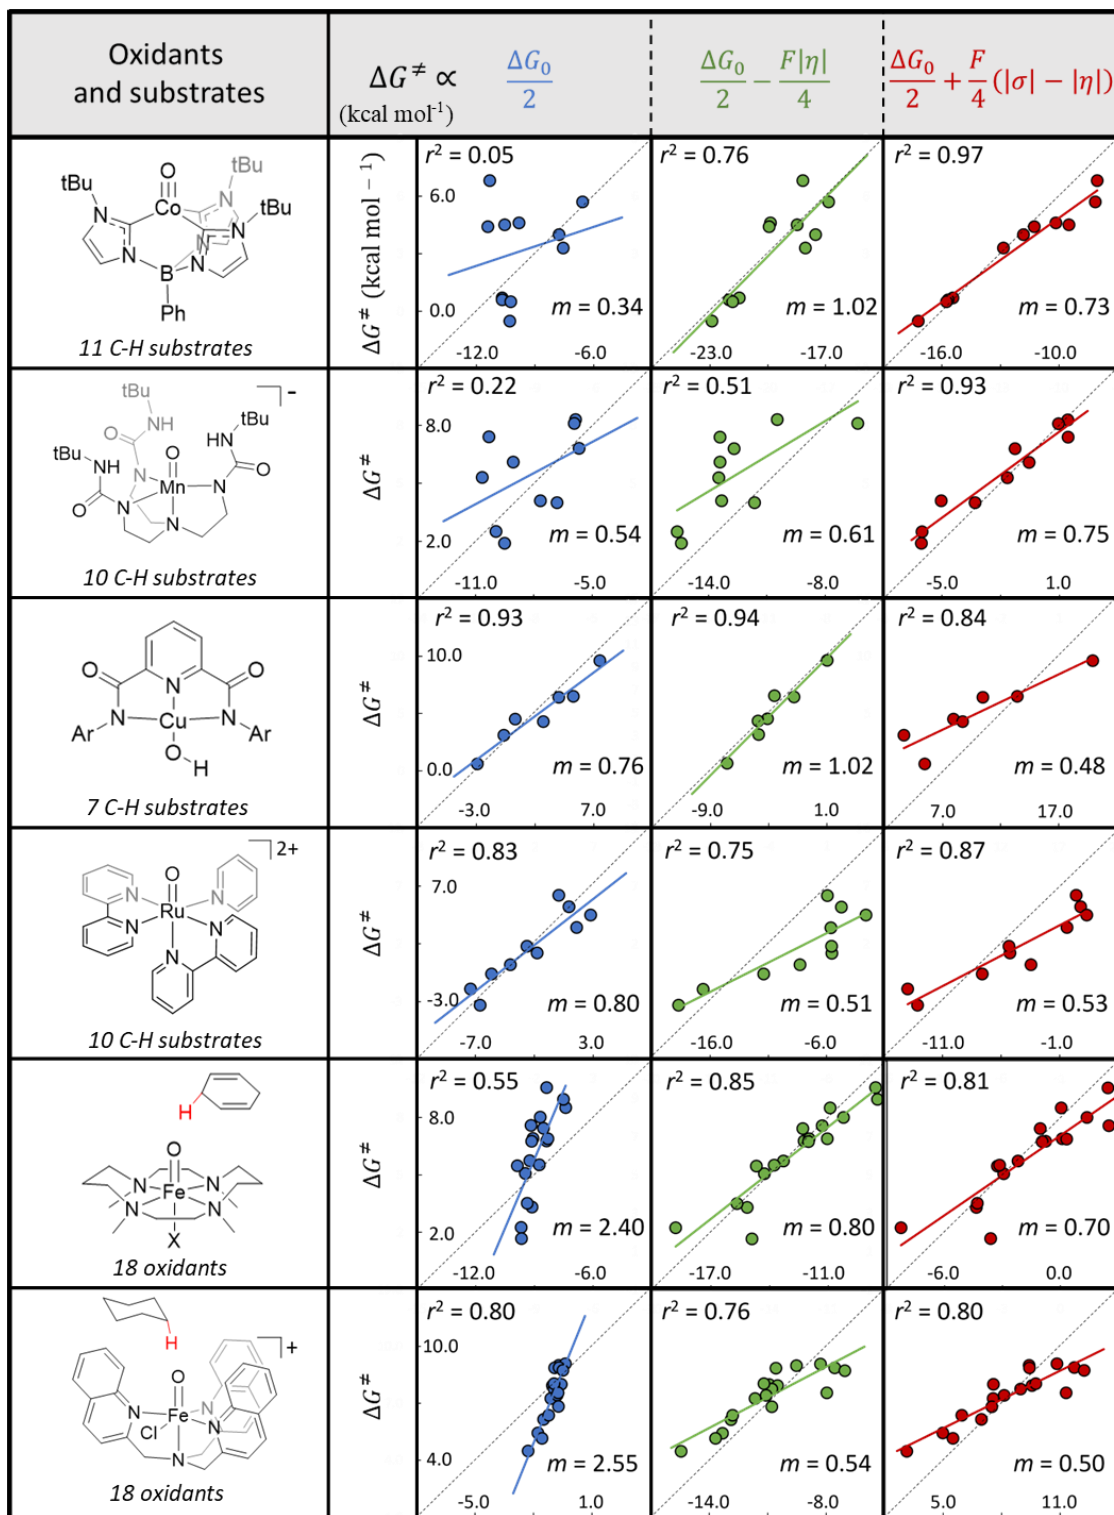 Oxidants
and substrates
ΔG≠ ∝
(kcal mol-1)
ΔG0
2
ΔG0/2 − F|η|/4
ΔG0/2 + F/4 (|σ| − |η|)
tBu
O
tBu
Co
N
N
N
tBu
N
N
N
B
Ph
11 C-H substrates
ΔG≠ (kcal mol − 1)
6.0
0.0
r2 = 0.05
m = 0.34
-12.0 -6.0
r2 = 0.76
m = 1.02
-23.0 -17.0
r2 = 0.97
m = 0.73
-16.0 -10.0
tBu
NH
tBu
-
O
O
NH
tBu
NH
N
O
Mn
N
O
N
N
10 C-H substrates
ΔG≠
8.0
2.0
r2 = 0.22
m = 0.54
-11.0 -5.0
r2 = 0.51
m = 0.61
-14.0 -8.0
r2 = 0.93
m = 0.75
-5.0 1.0
O
O
N
N
Cu
N
Ar
Ar
O
H
7 C-H substrates
ΔG≠
10.0
0.0
r2 = 0.93
m = 0.76
-3.0 7.0
r2 = 0.94
m = 1.02
-9.0 1.0
r2 = 0.84
m = 0.48
7.0 17.0
2+
O
N
N
Ru
N
N
N
10 C-H substrates
ΔG≠
7.0
-3.0
r2 = 0.83
m = 0.80
-7.0 3.0
r2 = 0.75
m = 0.51
-16.0 -6.0
r2 = 0.87
m = 0.53
-11.0 -1.0
H
O
N
Fe
N
N
N
X
18 oxidants
ΔG≠
8.0
2.0
r2 = 0.55
m = 2.40
-12.0 -6.0
r2 = 0.85
m = 0.80
-17.0 -11.0
r2 = 0.81
m = 0.70
-6.0 0.0
H
+
O
N
Fe
N
Cl
N
N
18 oxidants
ΔG≠
10.0
4.0
r2 = 0.80
m = 2.55
-5.0 1.0
r2 = 0.76
m = 0.54
-14.0 -8.0
r2 = 0.80
m = 0.50
5.0 11.0